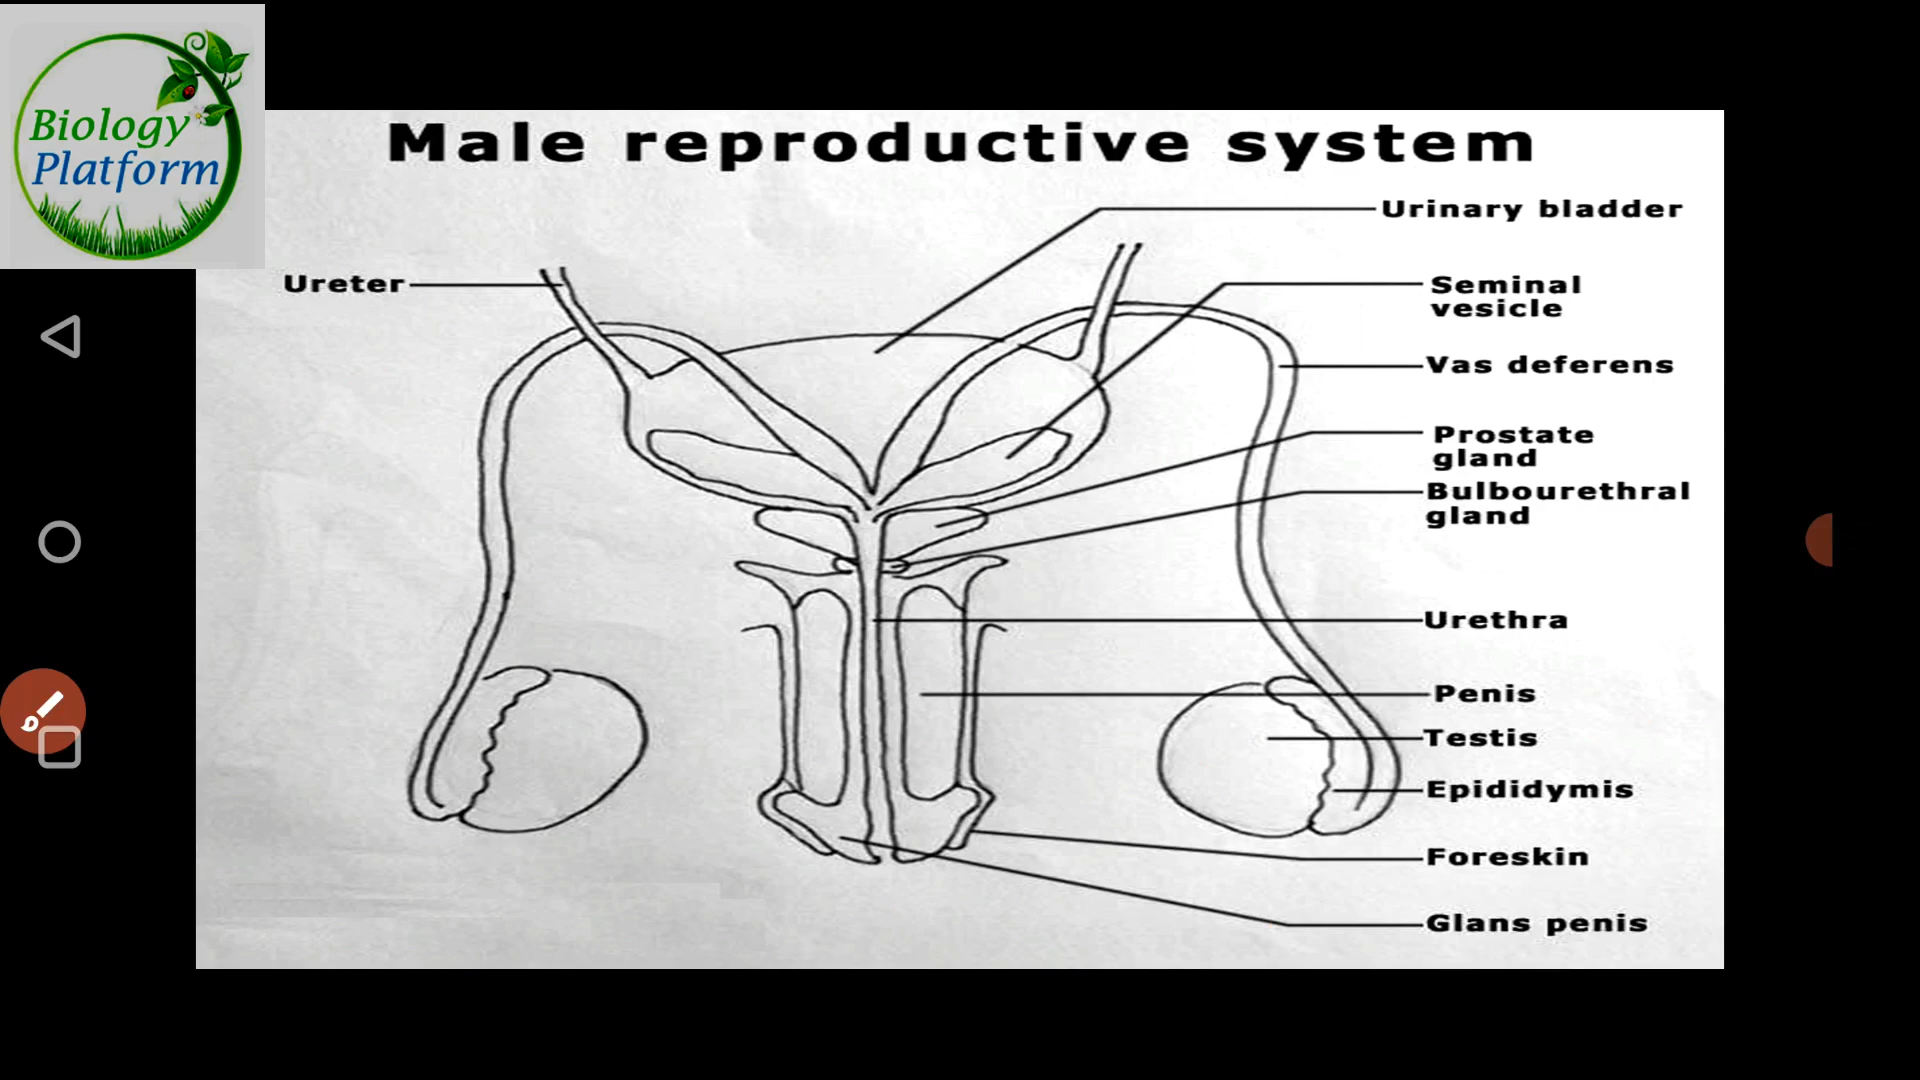 Biology
Platform
Male reproductive system
Urinary bladder
Ureter
Seminal
vesicle
Vas deferens
Prostate
gland
Bulbourethral
gland
Urethra
Penis
Testis
Epididymis
Foreskin
Glans penis